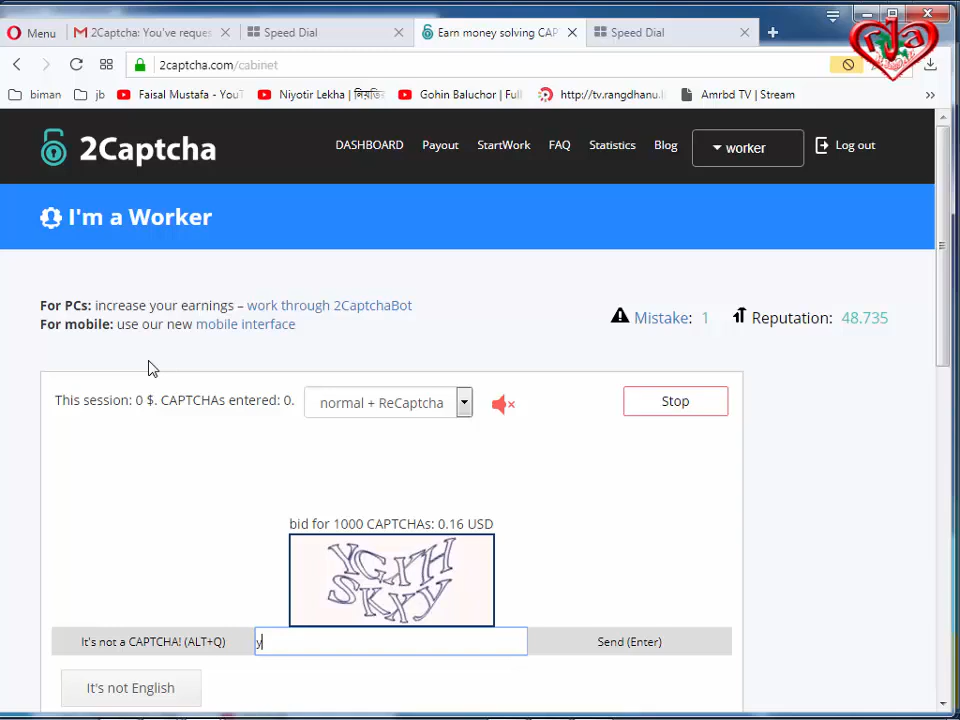 Menu
2Captcha: You've reques
Speed Dial
Earn money solving CAP
Speed Dial
rja
2captcha.com/cabinet
biman
jb
Faisal Mustafa - YouT
Niyotir Lekha | নিয়তির
Gohin Baluchor | Full
http://tv.rangdhanu.l
Amrbd TV | Stream
2Captcha
DASHBOARD
Payout
StartWork
FAQ
Statistics
Blog
worker
Log out
I'm a Worker
For PCs: increase your earnings – work through 2CaptchaBot
For mobile: use our new mobile interface
Mistake: 1
Reputation: 48.735
This session: 0 $. CAPTCHAs entered: 0.
normal + ReCaptcha
Stop
bid for 1000 CAPTCHAs: 0.16 USD
SKXY
It's not a CAPTCHA! (ALT+Q)
y
Send (Enter)
It's not English